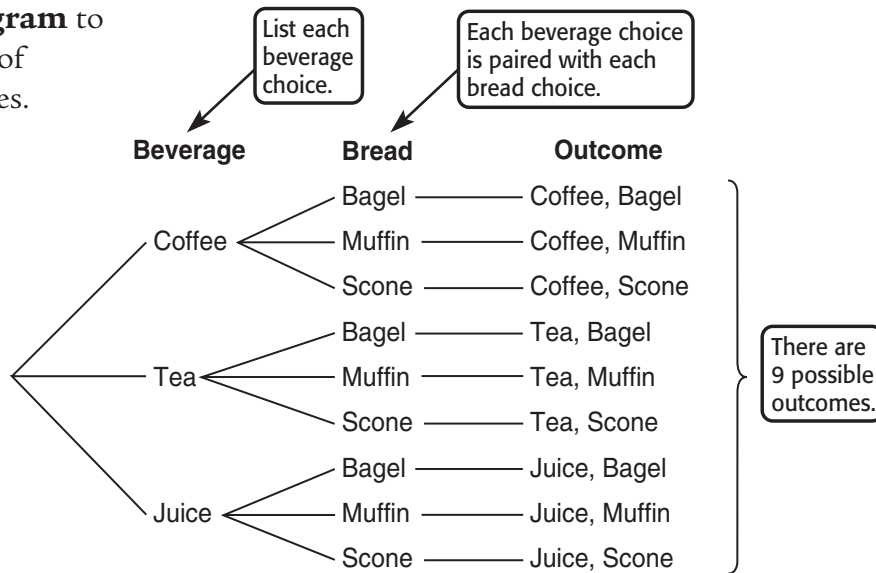 gram to
of
es.
List each
beverage
choice.
Each beverage choice
is paired with each
bread choice.
Beverage Bread Outcome
Coffee
Bagel Coffee, Bagel
Muffin Coffee, Muffin
Scone Coffee, Scone
Tea
Bagel Tea, Bagel
Muffin Tea, Muffin
Scone Tea, Scone
Juice
Bagel Juice, Bagel
Muffin Juice, Muffin
Scone Juice, Scone
There are
9 possible
outcomes.